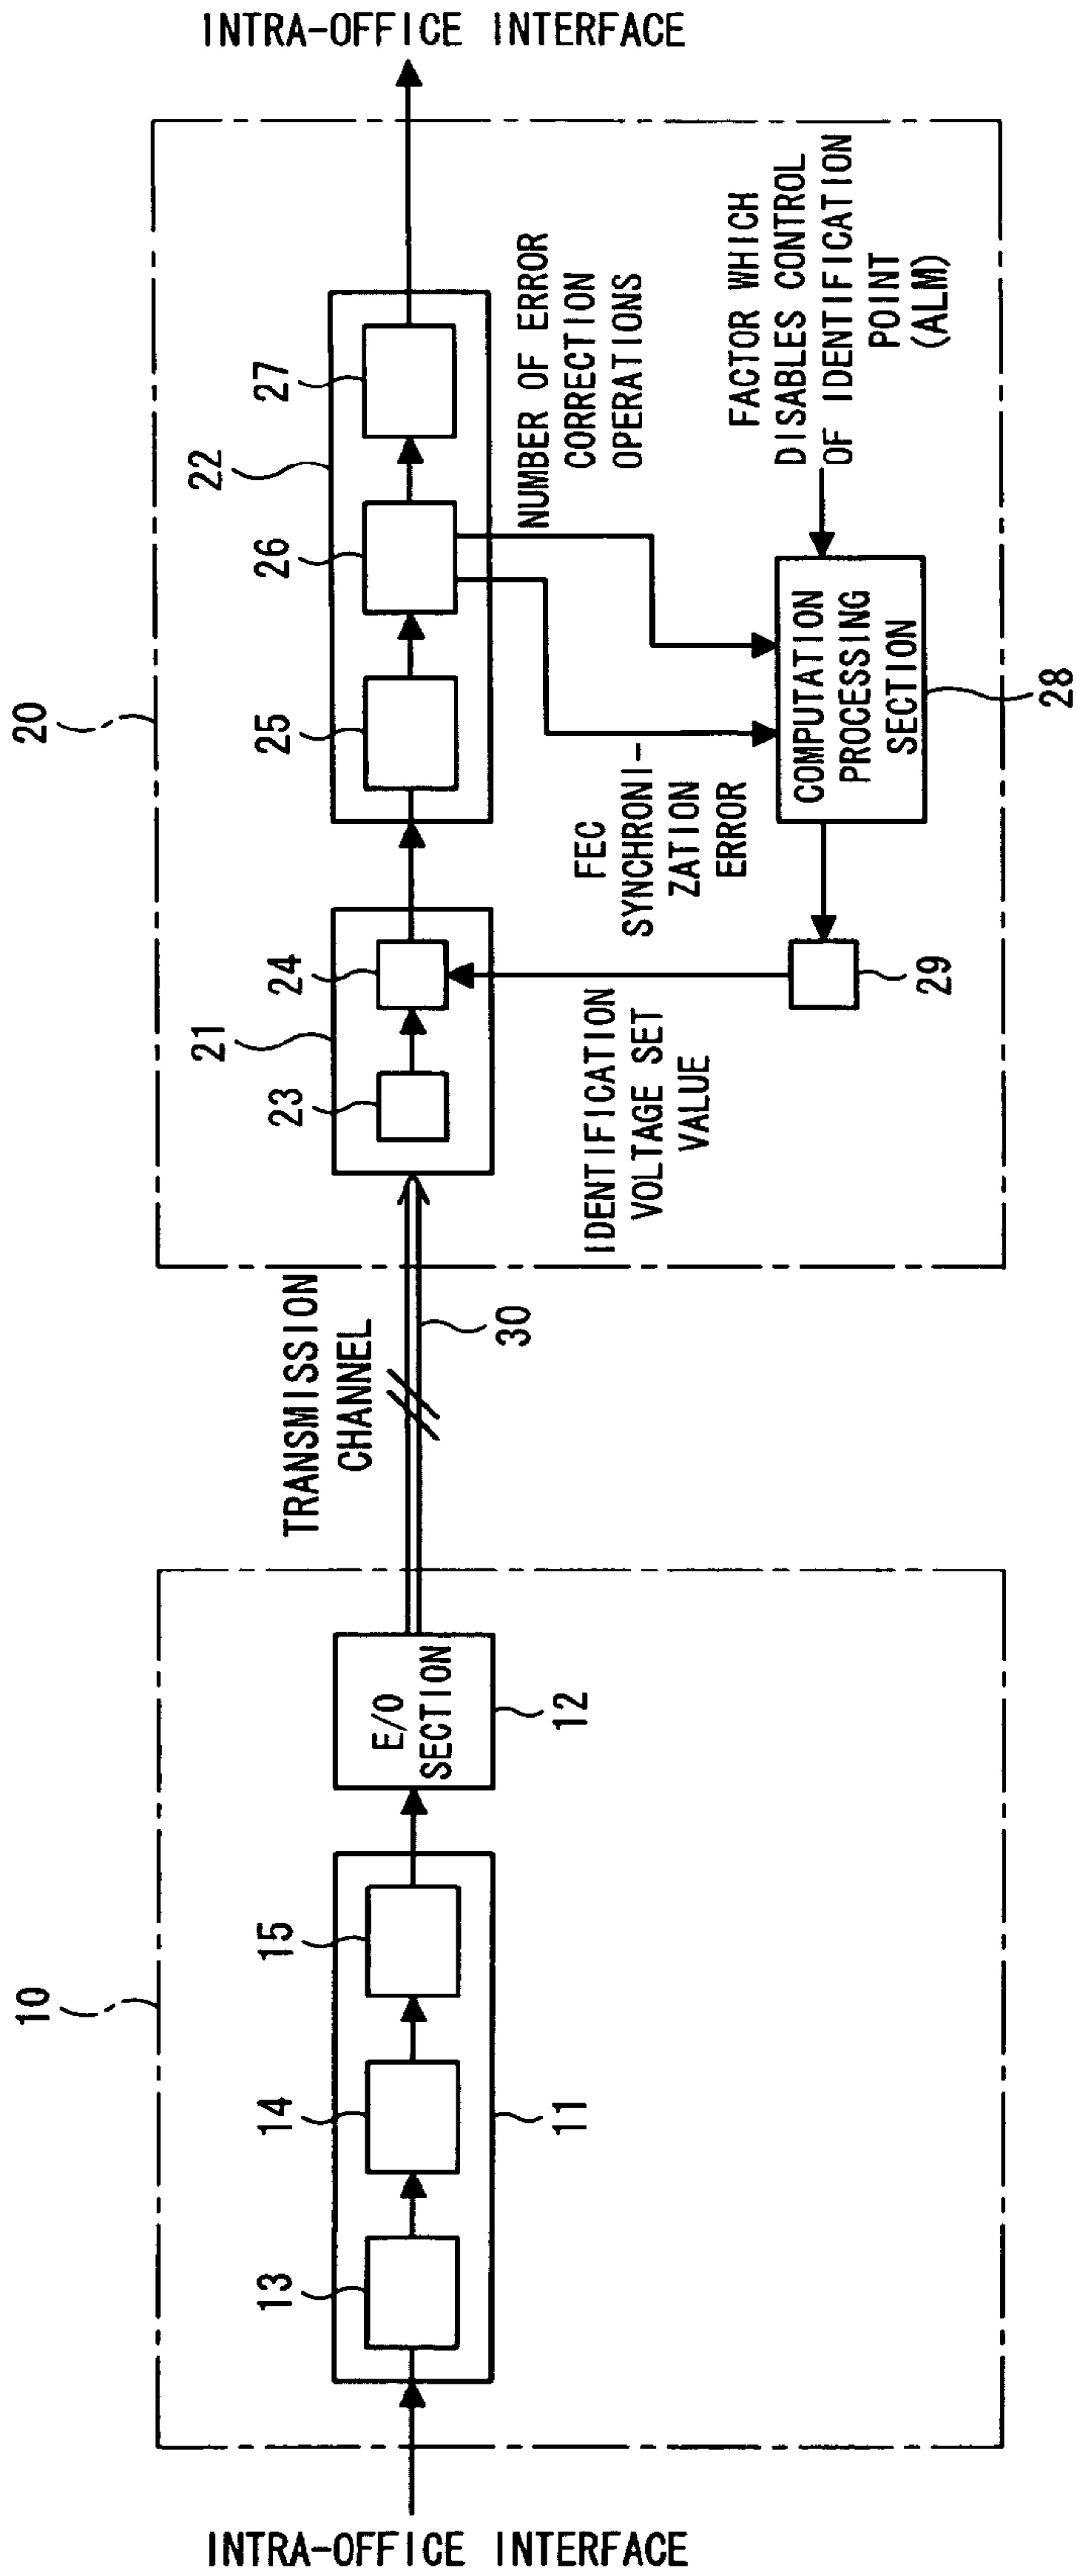 INTRA-OFFICE INTERFACE
10
13
14
15
11
E/O
SECTION
12
TRANSMISSION
CHANNEL
30
20
21
23
24
22
25
26
27
IDENTIFICATION
VOLTAGE SET
VALUE
29
FEC
SYNCHRONI-
ZATION
ERROR
NUMBER OF ERROR
CORRECTION
OPERATIONS
COMPUTATION
PROCESSING
SECTION
28
FACTOR WHICH
DISABLES CONTROL
OF IDENTIFICATION
POINT
(ALM)
INTRA-OFFICE INTERFACE